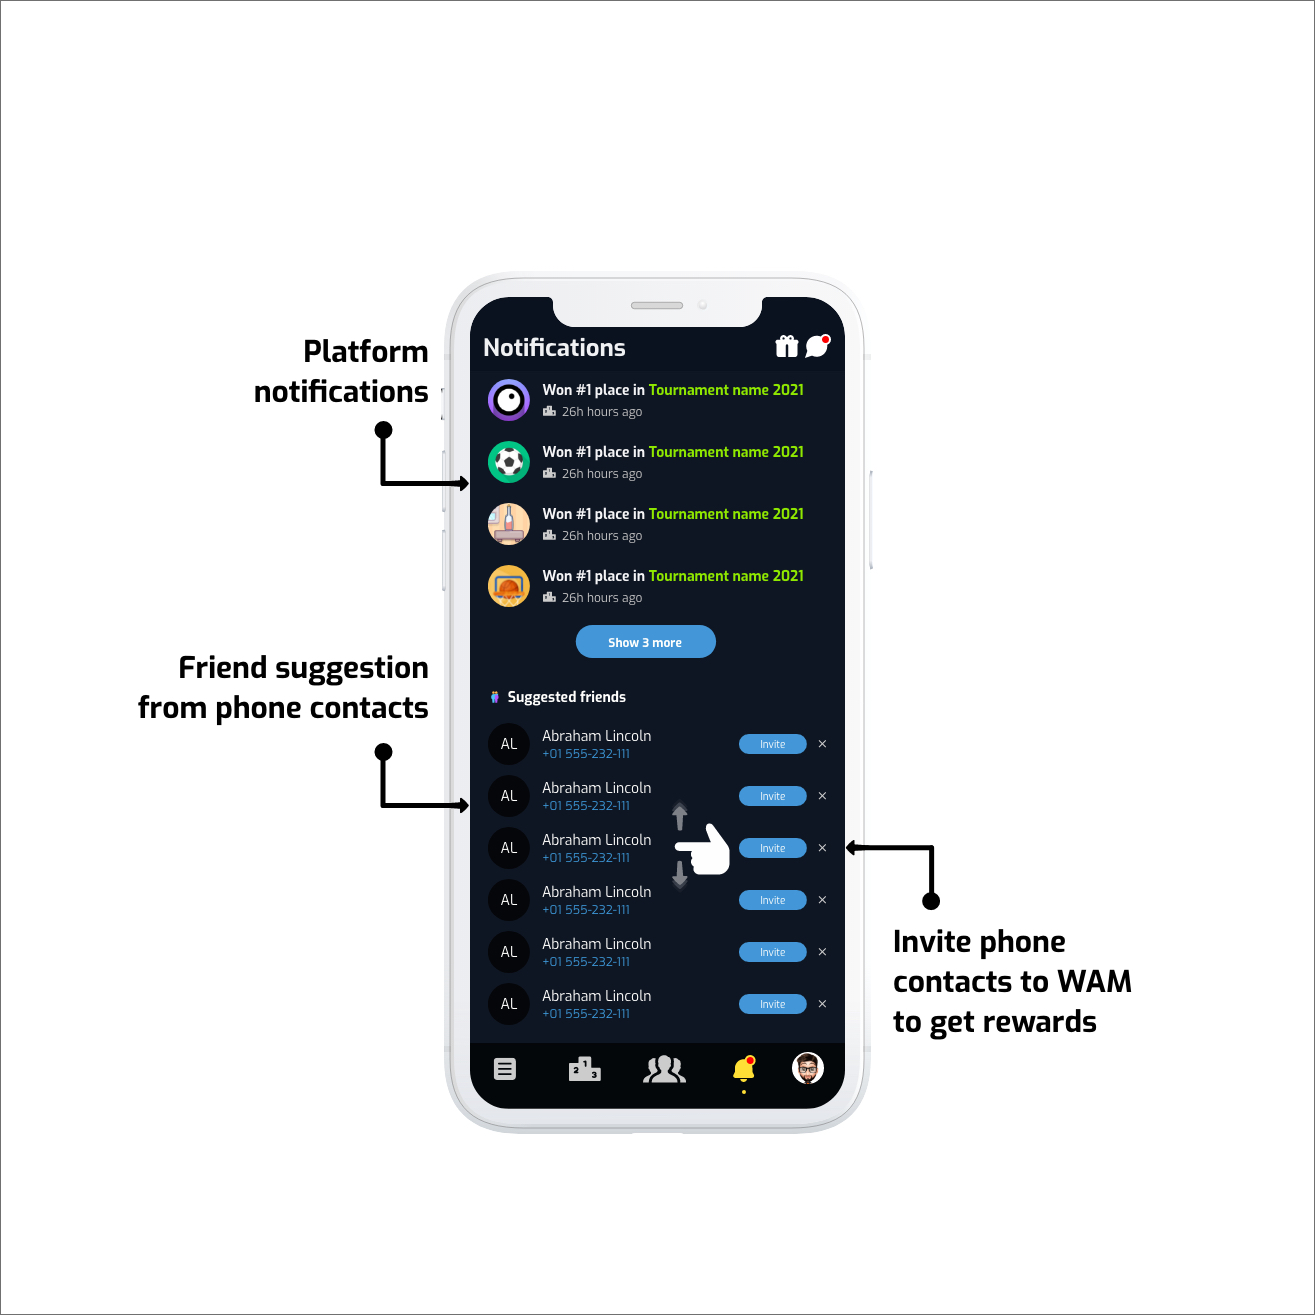 Platform
notifications
Friend suggestion
from phone contacts
Notifications
Won #1 place in Tournament name 2021
26h hours ago
Won #1 place in Tournament name 2021
26h hours ago
Won #1 place in Tournament name 2021
26h hours ago
Won #1 place in Tournament name 2021
26h hours ago
Show 3 more
Suggested friends
AL
Abraham Lincoln
+01 555-232-111
Invite
AL
Abraham Lincoln
+01 555-232-111
Invite
AL
Abraham Lincoln
+01 555-232-111
Invite
AL
Abraham Lincoln
+01 555-232-111
Invite
AL
Abraham Lincoln
+01 555-232-111
Invite
AL
Abraham Lincoln
+01 555-232-111
Invite
2 1 3
Invite phone
contacts to WAM
to get rewards